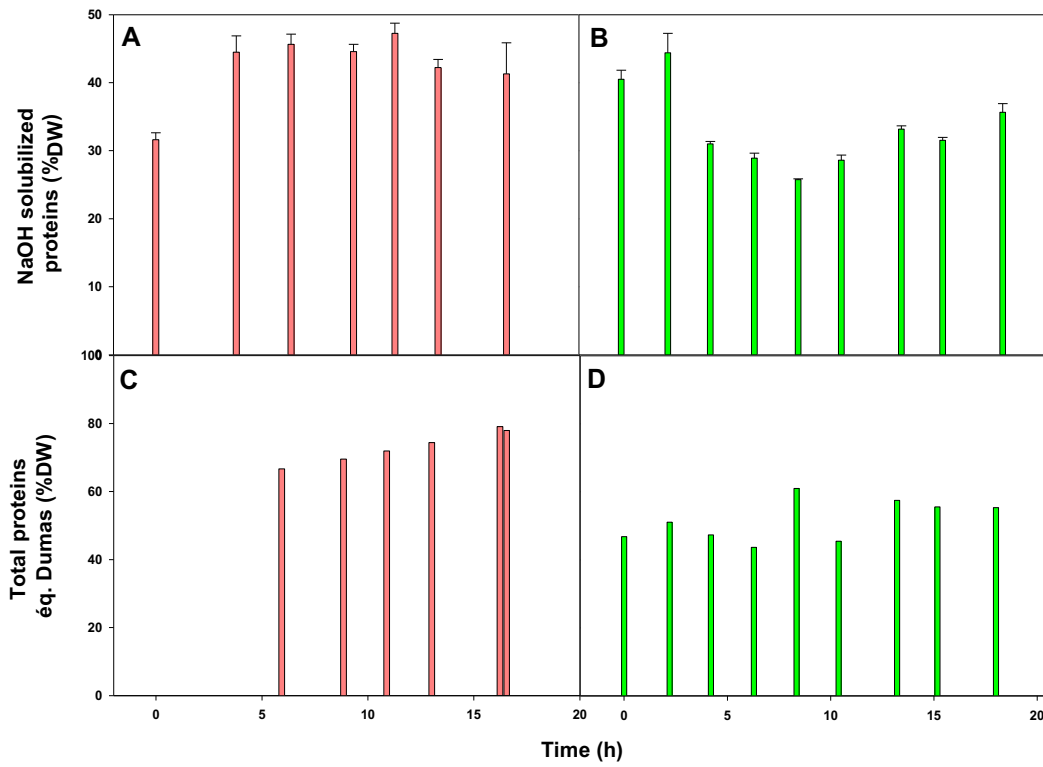 50
40
30
20
10
0
A
B
NaOH solubilized
proteins (%DW)
100
80
60
40
20
0
C
D
Total proteins
éq. Dumas (%DW)
0 5 10 15 20
0 5 10 15 20
Time (h)